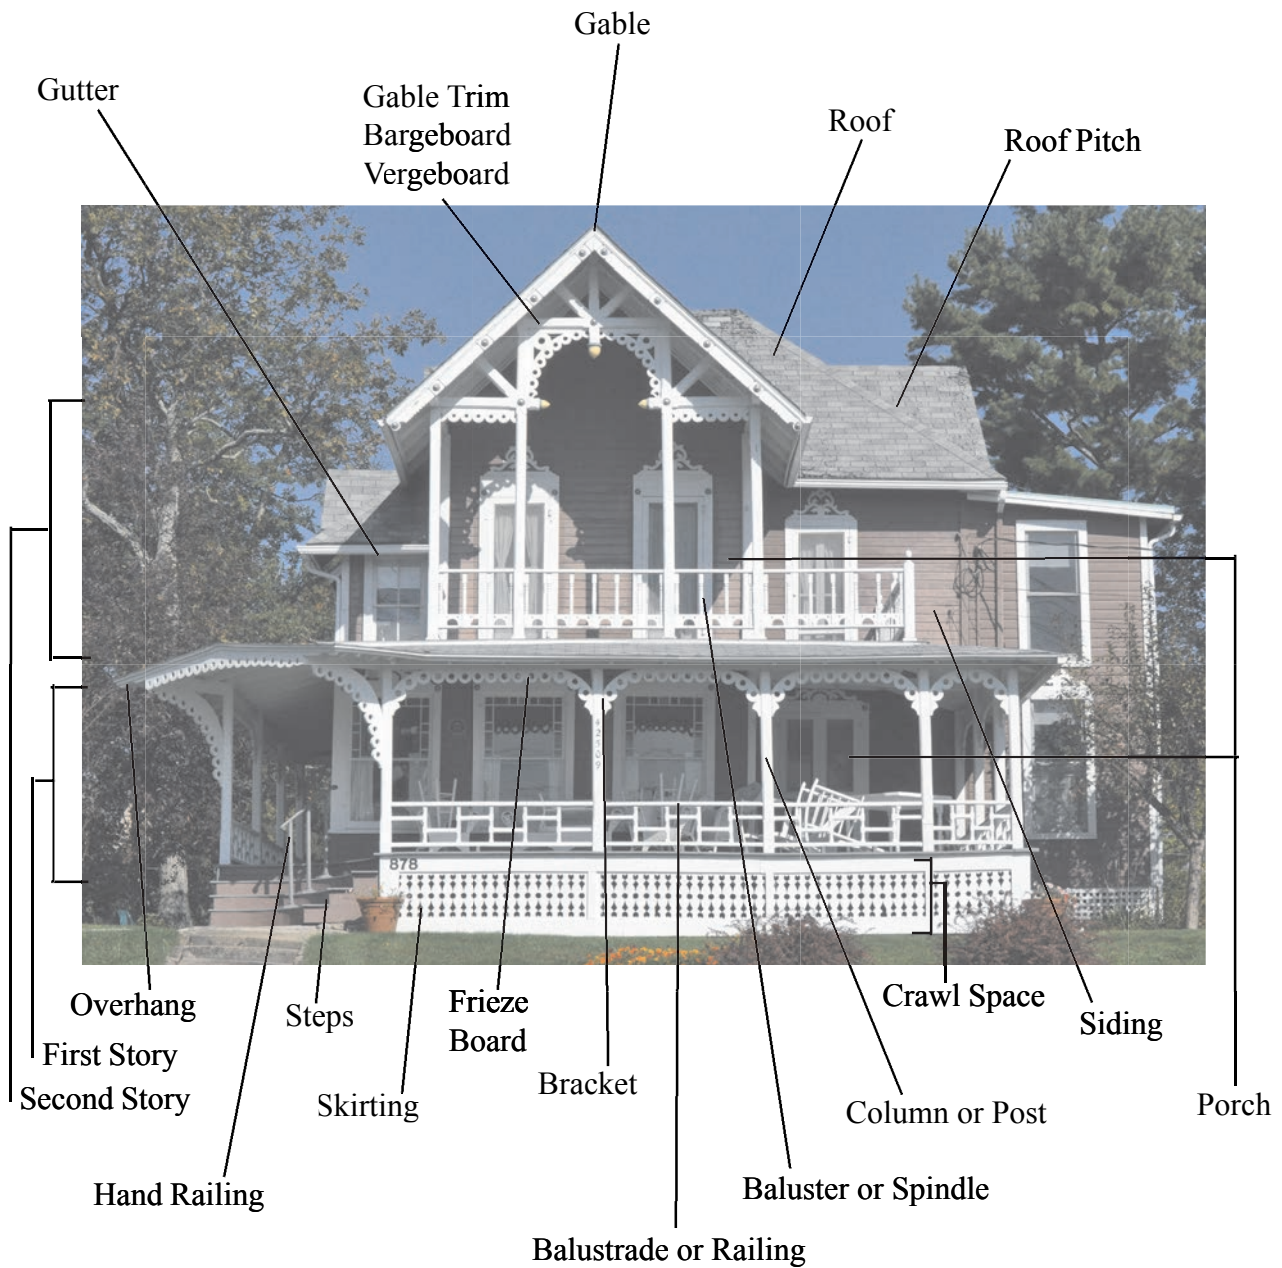 Gable
Gutter
Gable Trim
Bargeboard
Vergeboard
Roof
Roof Pitch
42509
878
Overhang
Steps
Frieze
Board
Crawl Space
Siding
First Story
Second Story
Skirting
Bracket
Column or Post
Porch
Hand Railing
Baluster or Spindle
Balustrade or Railing